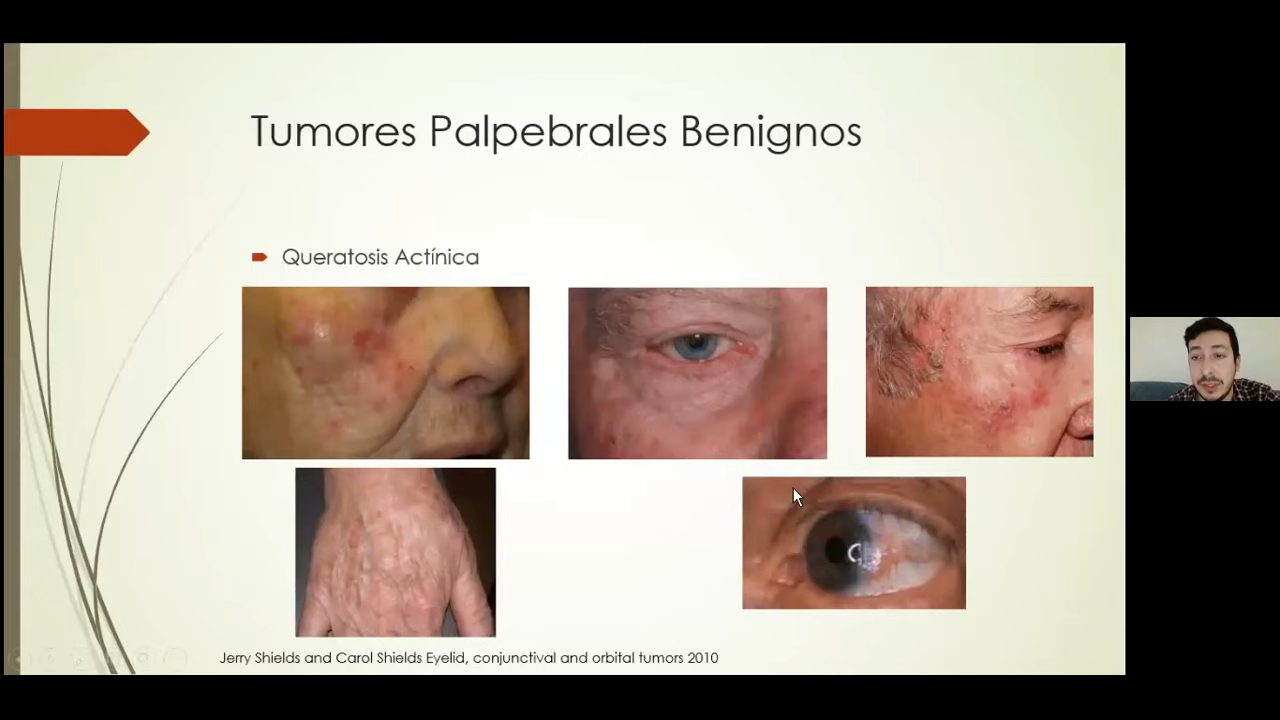 Tumores Palpebrales Benignos
Queratosis Actínica
Jerry Shields and Carol Shields Eyelid, conjunctival and orbital tumors 2010